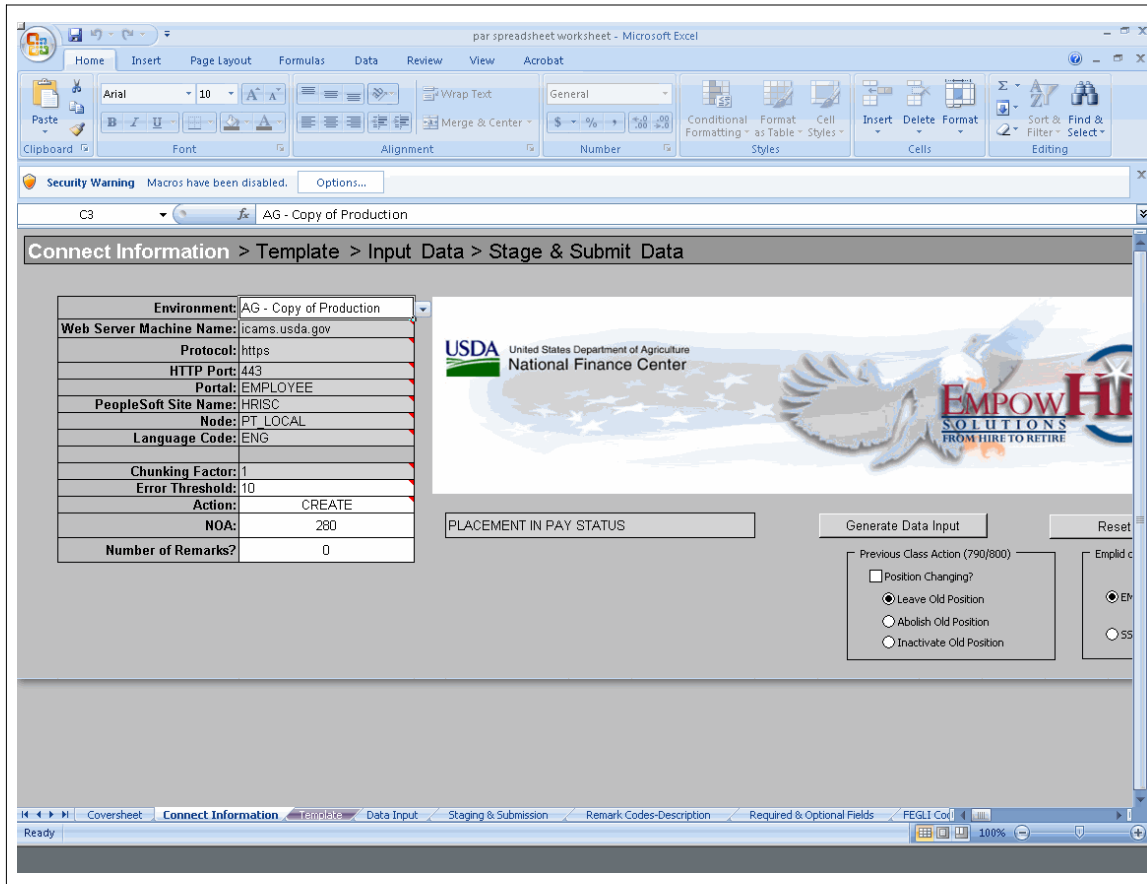 par spreadsheet worksheet - Microsoft Excel
Home Insert Page Layout Formulas Data Review View Acrobat
Paste
Arial 10
B I U
Wrap Text
Merge & Center
General
$ % ,
Conditional Formatting
Format as Table
Cell Styles
Insert Delete Format
Sort & Filter
Find & Select
Clipboard Font Alignment Number Styles Cells Editing
Security Warning Macros have been disabled. Options...
C3 fx AG - Copy of Production
Connect Information > Template > Input Data > Stage & Submit Data
Environment: AG - Copy of Production
Web Server Machine Name: icams.usda.gov
Protocol: https
HTTP Port: 443
Portal: EMPLOYEE
PeopleSoft Site Name: HRISC
Node: PT_LOCAL
Language Code: ENG
Chunking Factor: 1
Error Threshold: 10
Action: CREATE
NOA: 280
Number of Remarks? 0
USDA United States Department of Agriculture
National Finance Center
EMPOWH
SOLUTIONS
FROM HIRE TO RETIRE
PLACEMENT IN PAY STATUS
Generate Data Input
Reset
Previous Class Action (790/800)
Position Changing?
Leave Old Position
Abolish Old Position
Inactivate Old Position
Emplid
Coversheet Connect Information Template Data Input Staging & Submission Remark Codes-Description Required & Optional Fields FEGLI
Ready 100%